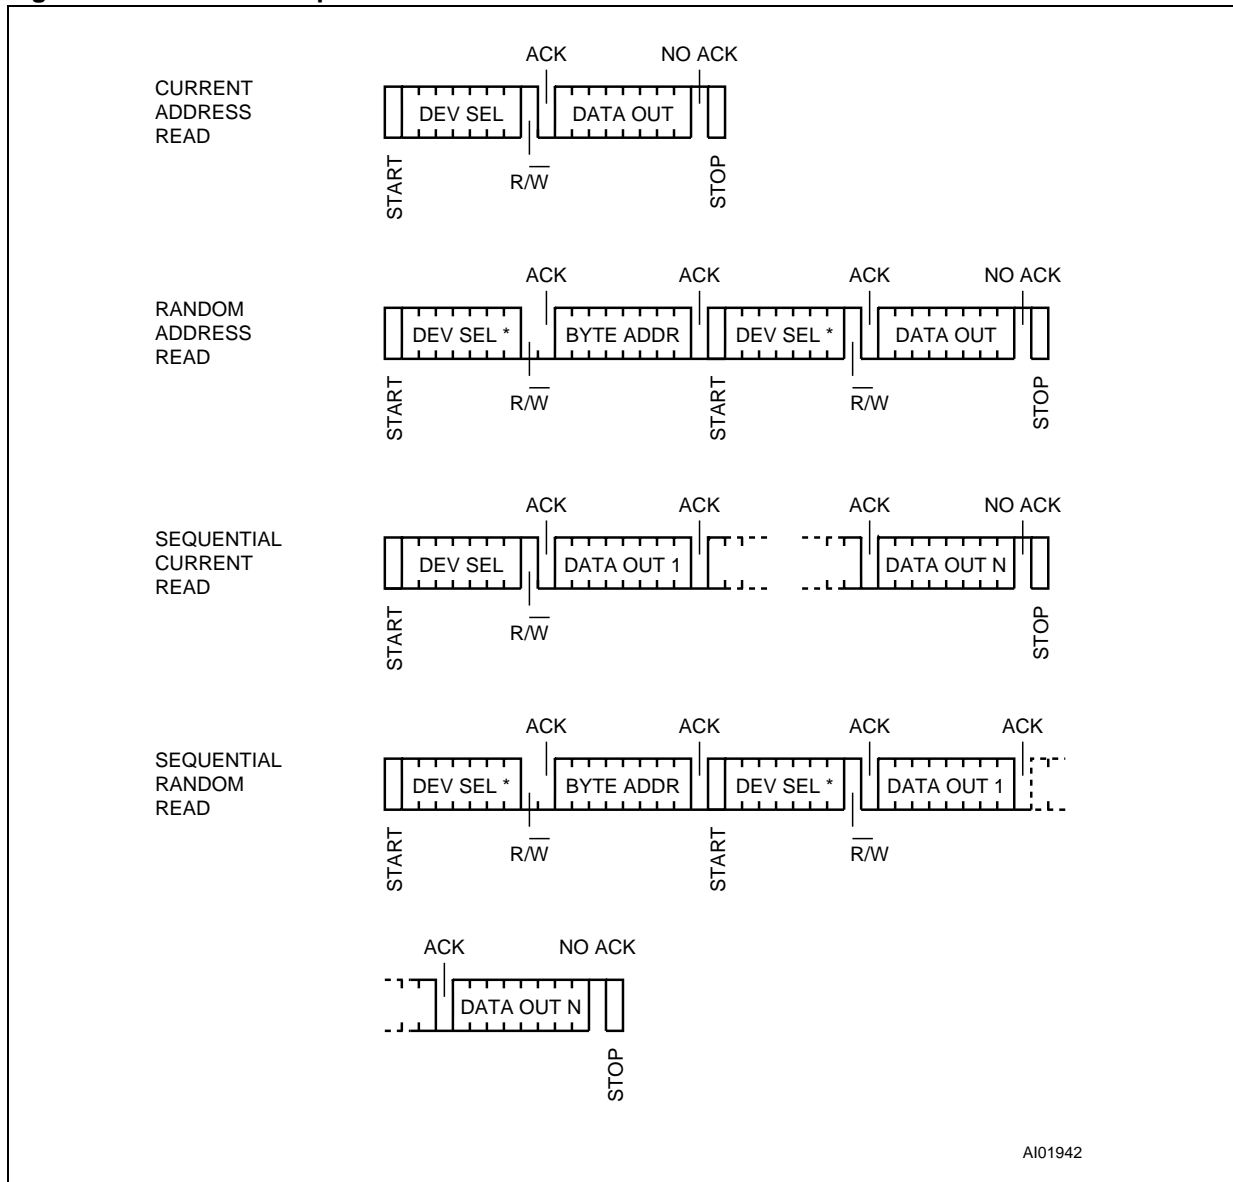 ACK NO ACK
CURRENT
ADDRESS
READ
DEV SEL DATA OUT
START R/W̅ STOP
ACK ACK ACK NO ACK
RANDOM
ADDRESS
READ
DEV SEL * BYTE ADDR DEV SEL * DATA OUT
START R/W̅ START R̅/W STOP
ACK ACK ACK NO ACK
SEQUENTIAL
CURRENT
READ
DEV SEL DATA OUT 1 DATA OUT N
START R/W̅ STOP
ACK ACK ACK ACK
SEQUENTIAL
RANDOM
READ
DEV SEL * BYTE ADDR DEV SEL * DATA OUT 1
START R/W̅ START R̅/W
ACK NO ACK
DATA OUT N
STOP
AI01942